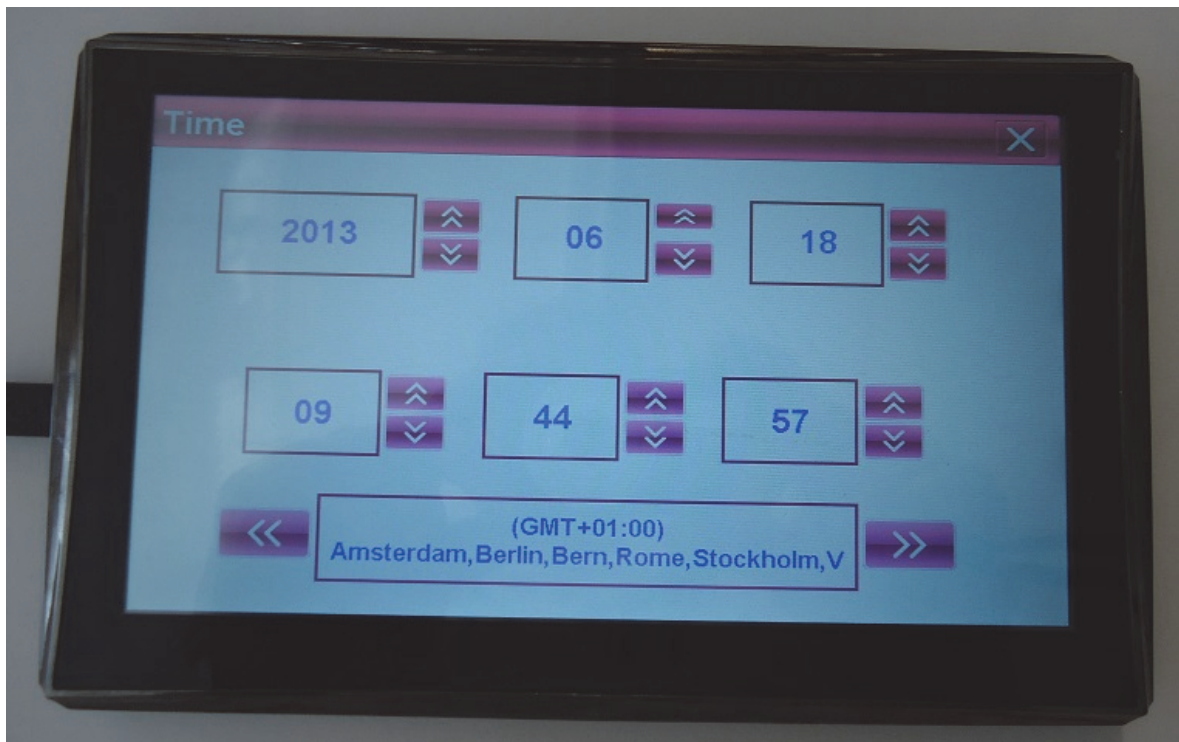 Time
2013 06 18
09 44 57
(GMT+01:00)
Amsterdam,Berlin,Bern,Rome,Stockholm,V